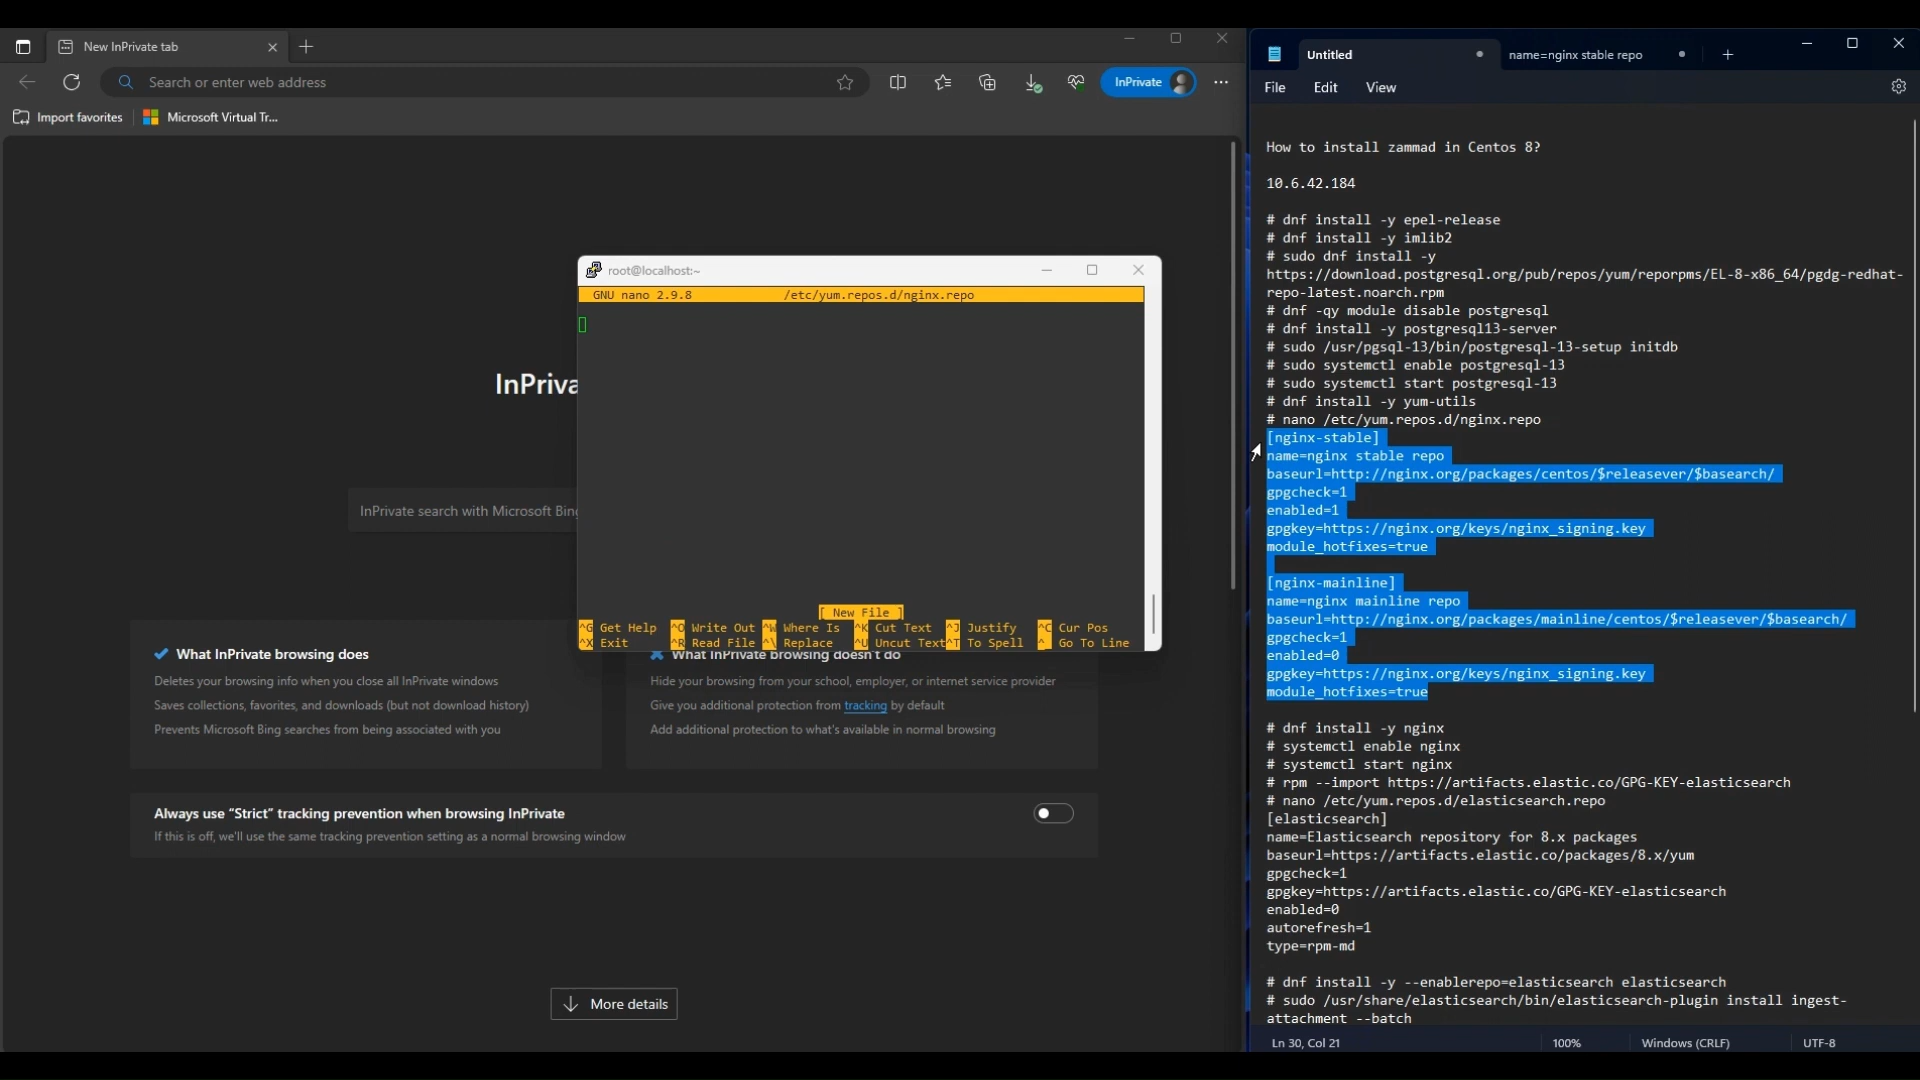 New InPrivate tab
Search or enter web address
InPrivate
Import favorites
Microsoft Virtual Tr...
InPriva
InPrivate search with Microsoft Bing
What InPrivate browsing does
Deletes your browsing info when you close all InPrivate windows
Saves collections, favorites, and downloads (but not download history)
Prevents Microsoft Bing searches from being associated with you
What InPrivate browsing doesn't do
Hide your browsing from your school, employer, or internet service provider
Give you additional protection from tracking by default
Add additional protection to what's available in normal browsing
Always use “Strict” tracking prevention when browsing InPrivate
If this is off, we'll use the same tracking prevention setting as a normal browsing window
More details
root@localhost:~
GNU nano 2.9.8 /etc/yum.repos.d/nginx.repo
[ New File ]
^G Get Help ^O Write Out ^W Where Is ^K Cut Text ^J Justify ^C Cur Pos
^X Exit ^R Read File ^\ Replace ^U Uncut Text ^T To Spell ^_ Go To Line
Untitled
name=nginx stable repo
File Edit View
How to install zammad in Centos 8?
10.6.42.184
# dnf install -y epel-release
# dnf install -y imlib2
# sudo dnf install -y
https://download.postgresql.org/pub/repos/yum/reporpms/EL-8-x86_64/pgdg-redhat-
repo-latest.noarch.rpm
# dnf -qy module disable postgresql
# dnf install -y postgresql13-server
# sudo /usr/pgsql-13/bin/postgresql-13-setup initdb
# sudo systemctl enable postgresql-13
# sudo systemctl start postgresql-13
# dnf install -y yum-utils
# nano /etc/yum.repos.d/nginx.repo
[nginx-stable]
name=nginx stable repo
baseurl=http://nginx.org/packages/centos/$releasever/$basearch/
gpgcheck=1
enabled=1
gpgkey=https://nginx.org/keys/nginx_signing.key
module_hotfixes=true
[nginx-mainline]
name=nginx mainline repo
baseurl=http://nginx.org/packages/mainline/centos/$releasever/$basearch/
gpgcheck=1
enabled=0
gpgkey=https://nginx.org/keys/nginx_signing.key
module_hotfixes=true
# dnf install -y nginx
# systemctl enable nginx
# systemctl start nginx
# rpm --import https://artifacts.elastic.co/GPG-KEY-elasticsearch
# nano /etc/yum.repos.d/elasticsearch.repo
[elasticsearch]
name=Elasticsearch repository for 8.x packages
baseurl=https://artifacts.elastic.co/packages/8.x/yum
gpgcheck=1
gpgkey=https://artifacts.elastic.co/GPG-KEY-elasticsearch
enabled=0
autorefresh=1
type=rpm-md
# dnf install -y --enablerepo=elasticsearch elasticsearch
# sudo /usr/share/elasticsearch/bin/elasticsearch-plugin install ingest-
attachment --batch
Ln 30, Col 21 100% Windows (CRLF) UTF-8